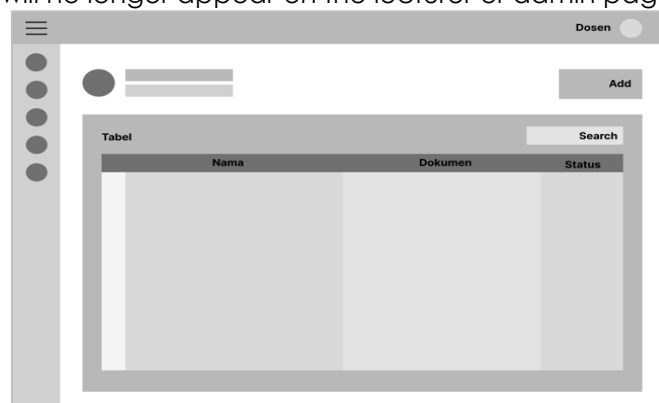 will no longer appear on the lecturer or admin pag
Dosen
Add
Tabel
Search
Nama Dokumen Status